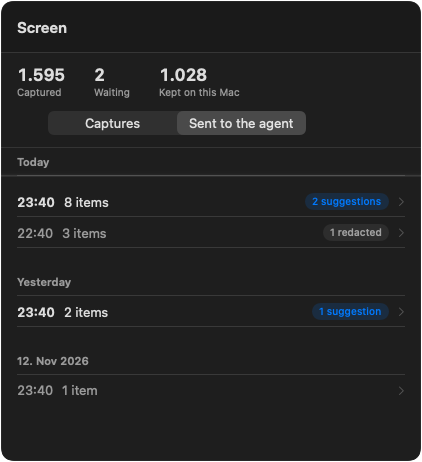 Screen
1.595 2 1.028
Captured Waiting Kept on this Mac
Captures Sent to the agent
Today
23:40 8 items 2 suggestions
22:40 3 items 1 redacted
Yesterday
23:40 2 items 1 suggestion
12. Nov 2026
23:40 1 item